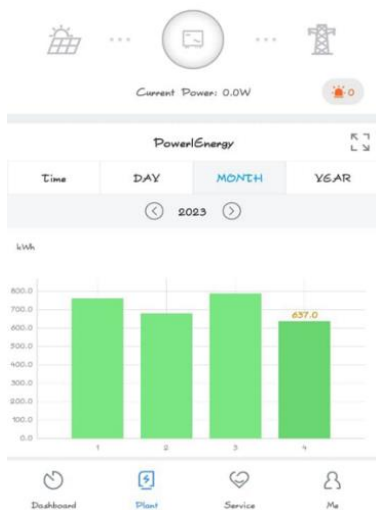 Current Power: 0.0W
0
Power|Energy
Time DAY MONTH YEAR
2023
kWh
800.0
700.0
637.0
600.0
500.0
400.0
300.0
200.0
100.0
0.0
1 2 3 4
Dashboard Plant Service Me